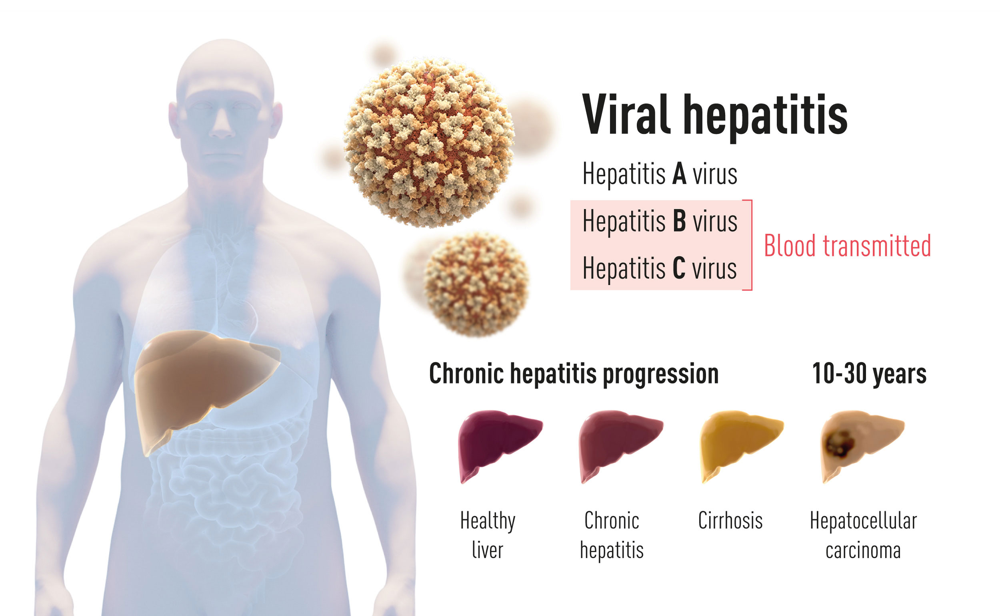 Viral hepatitis
Hepatitis A virus
Hepatitis B virus
Hepatitis C virus
Blood transmitted
Chronic hepatitis progression
10-30 years
Healthy
liver
Chronic
hepatitis
Cirrhosis
Hepatocellular
carcinoma